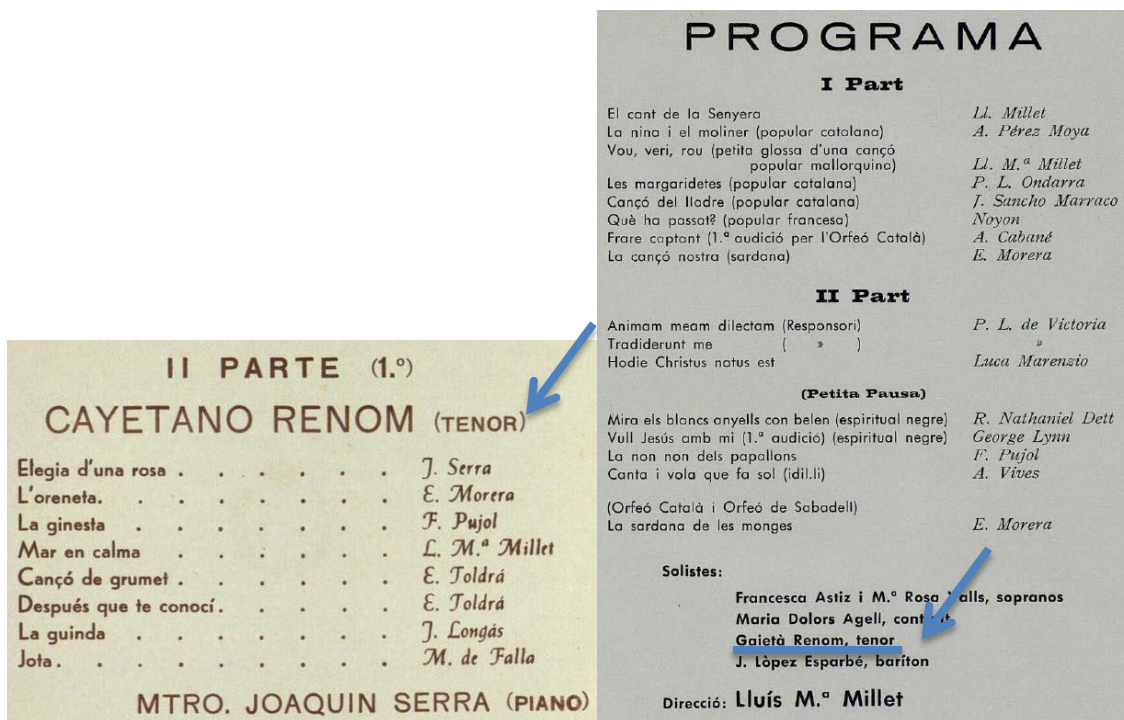 II PARTE (1.º)
CAYETANO RENOM (TENOR)
Elegia d'una rosa . . . . . . . J. Serra
L'oreneta. . . . . . . . E. Morera
La ginesta . . . . . . . F. Pujol
Mar en calma . . . . . . L. M.ª Millet
Cançó de grumet . . . . . . E. Toldrá
Después que te conocí. . . . . E. Toldrá
La guinda . . . . . . . J. Longás
Jota. . . . . . . . . M. de Falla
MTRO. JOAQUIN SERRA (PIANO)
PROGRAMA
I Part
El cant de la Senyera Ll. Millet
La nina i el moliner (popular catalana) A. Pérez Moya
Vou, veri, rou (petita glossa d'una cançó
popular mallorquina) Ll. M.ª Millet
Les margaridetes (popular catalana) P. L. Ondarra
Cançó del lladre (popular catalana) J. Sancho Marraco
Què ha passat? (popular francesa) Noyon
Frare captant (1.ª audició per l'Orfeó Català) A. Cabané
La cançó nostra (sardana) E. Morera
II Part
Animam meam dilectam (Responsori) P. L. de Victoria
Tradiderunt me ( » ) »
Hodie Christus natus est Luca Marenzio
(Petita Pausa)
Mira els blancs anyells con belen (espiritual negre) R. Nathaniel Dett
Vull Jesús amb mi (1.ª audició) (espiritual negre) George Lynn
La non non dels papallons F. Pujol
Canta i vola que fa sol (idil.li) A. Vives
(Orfeó Català i Orfeó de Sabadell)
La sardana de les monges E. Morera
Solistes:
Francesca Astiz i M.ª Rosa Valls, sopranos
Maria Dolors Agell,
Gaietà Renom, tenor
J. Lòpez Esparbé, baríton
Direcció: Lluís M.ª Millet